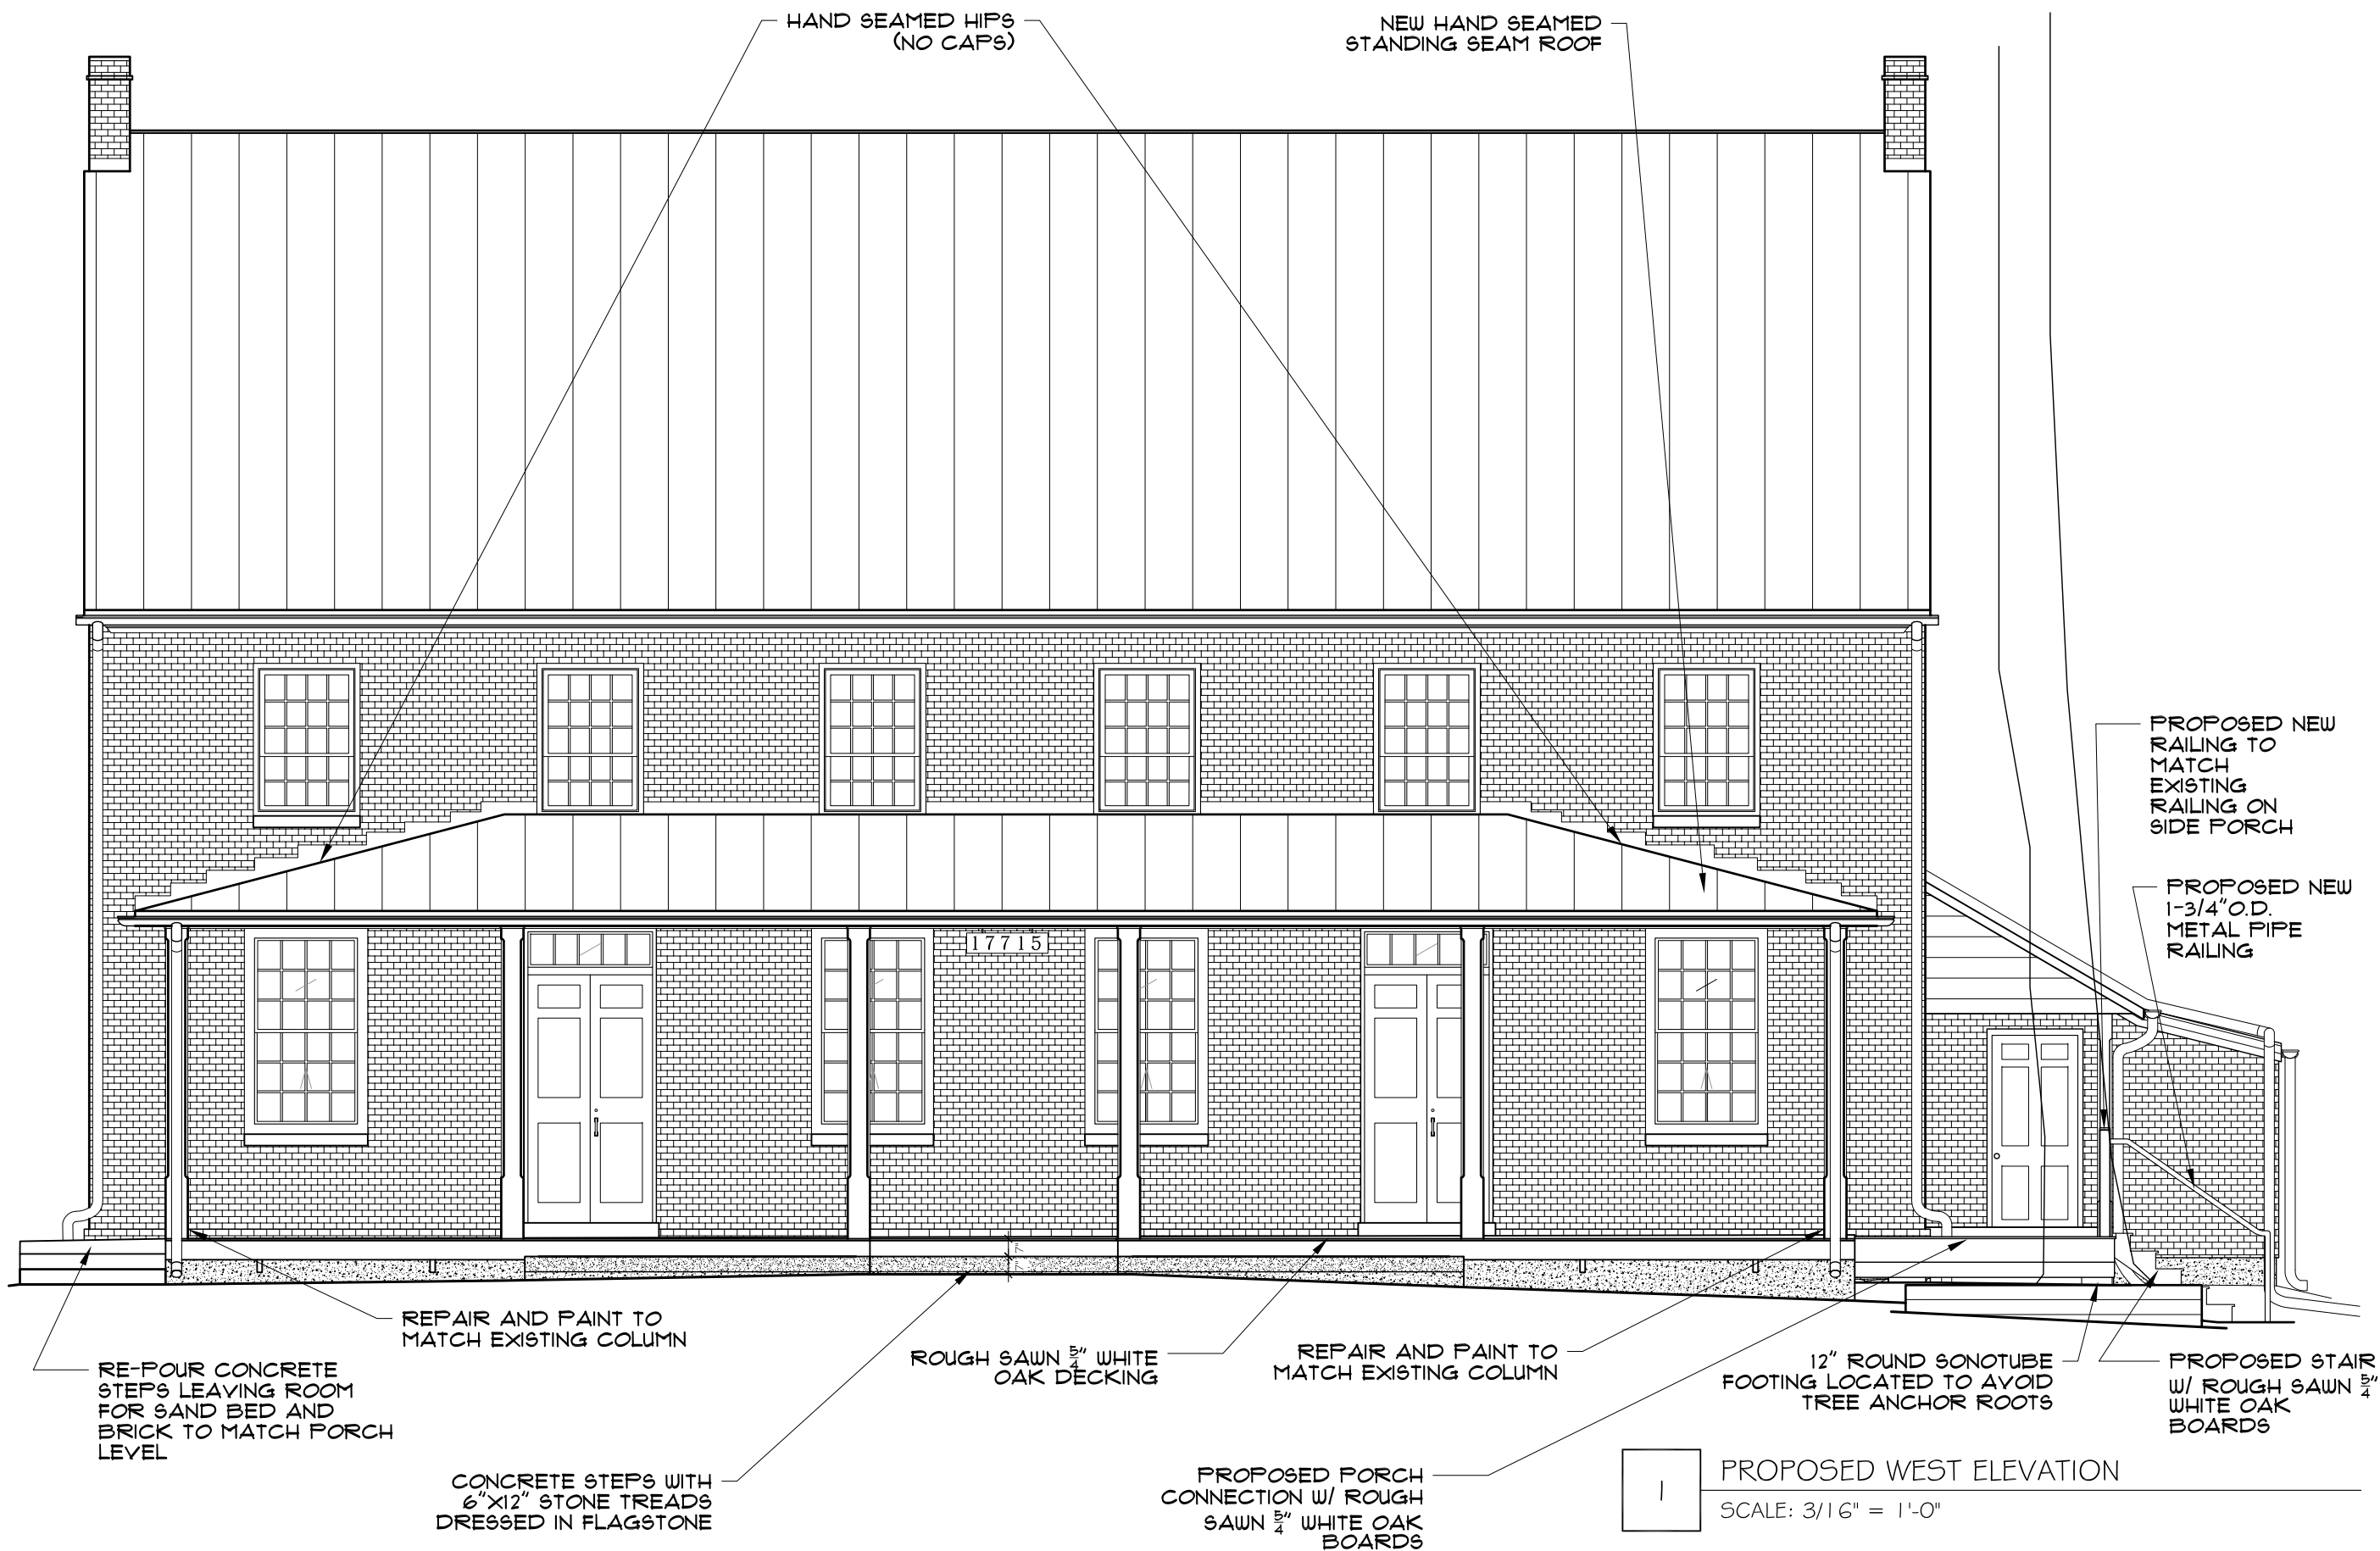 HAND SEAMED HIPS
(NO CAPS)
NEW HAND SEAMED
STANDING SEAM ROOF
PROPOSED NEW
RAILING TO
MATCH
EXISTING
RAILING ON
SIDE PORCH
PROPOSED NEW
1-3/4"O.D.
METAL PIPE
RAILING
17715
REPAIR AND PAINT TO
MATCH EXISTING COLUMN
RE-POUR CONCRETE
STEPS LEAVING ROOM
FOR SAND BED AND
BRICK TO MATCH PORCH
LEVEL
CONCRETE STEPS WITH
6"X12" STONE TREADS
DRESSED IN FLAGSTONE
ROUGH SAWN 5/4" WHITE
OAK DECKING
REPAIR AND PAINT TO
MATCH EXISTING COLUMN
PROPOSED PORCH
CONNECTION W/ ROUGH
SAWN 5/4" WHITE OAK
BOARDS
12" ROUND SONOTUBE
FOOTING LOCATED TO AVOID
TREE ANCHOR ROOTS
PROPOSED STAIR
W/ ROUGH SAWN 5/4"
WHITE OAK
BOARDS
1
PROPOSED WEST ELEVATION
SCALE: 3/16" = 1'-0"